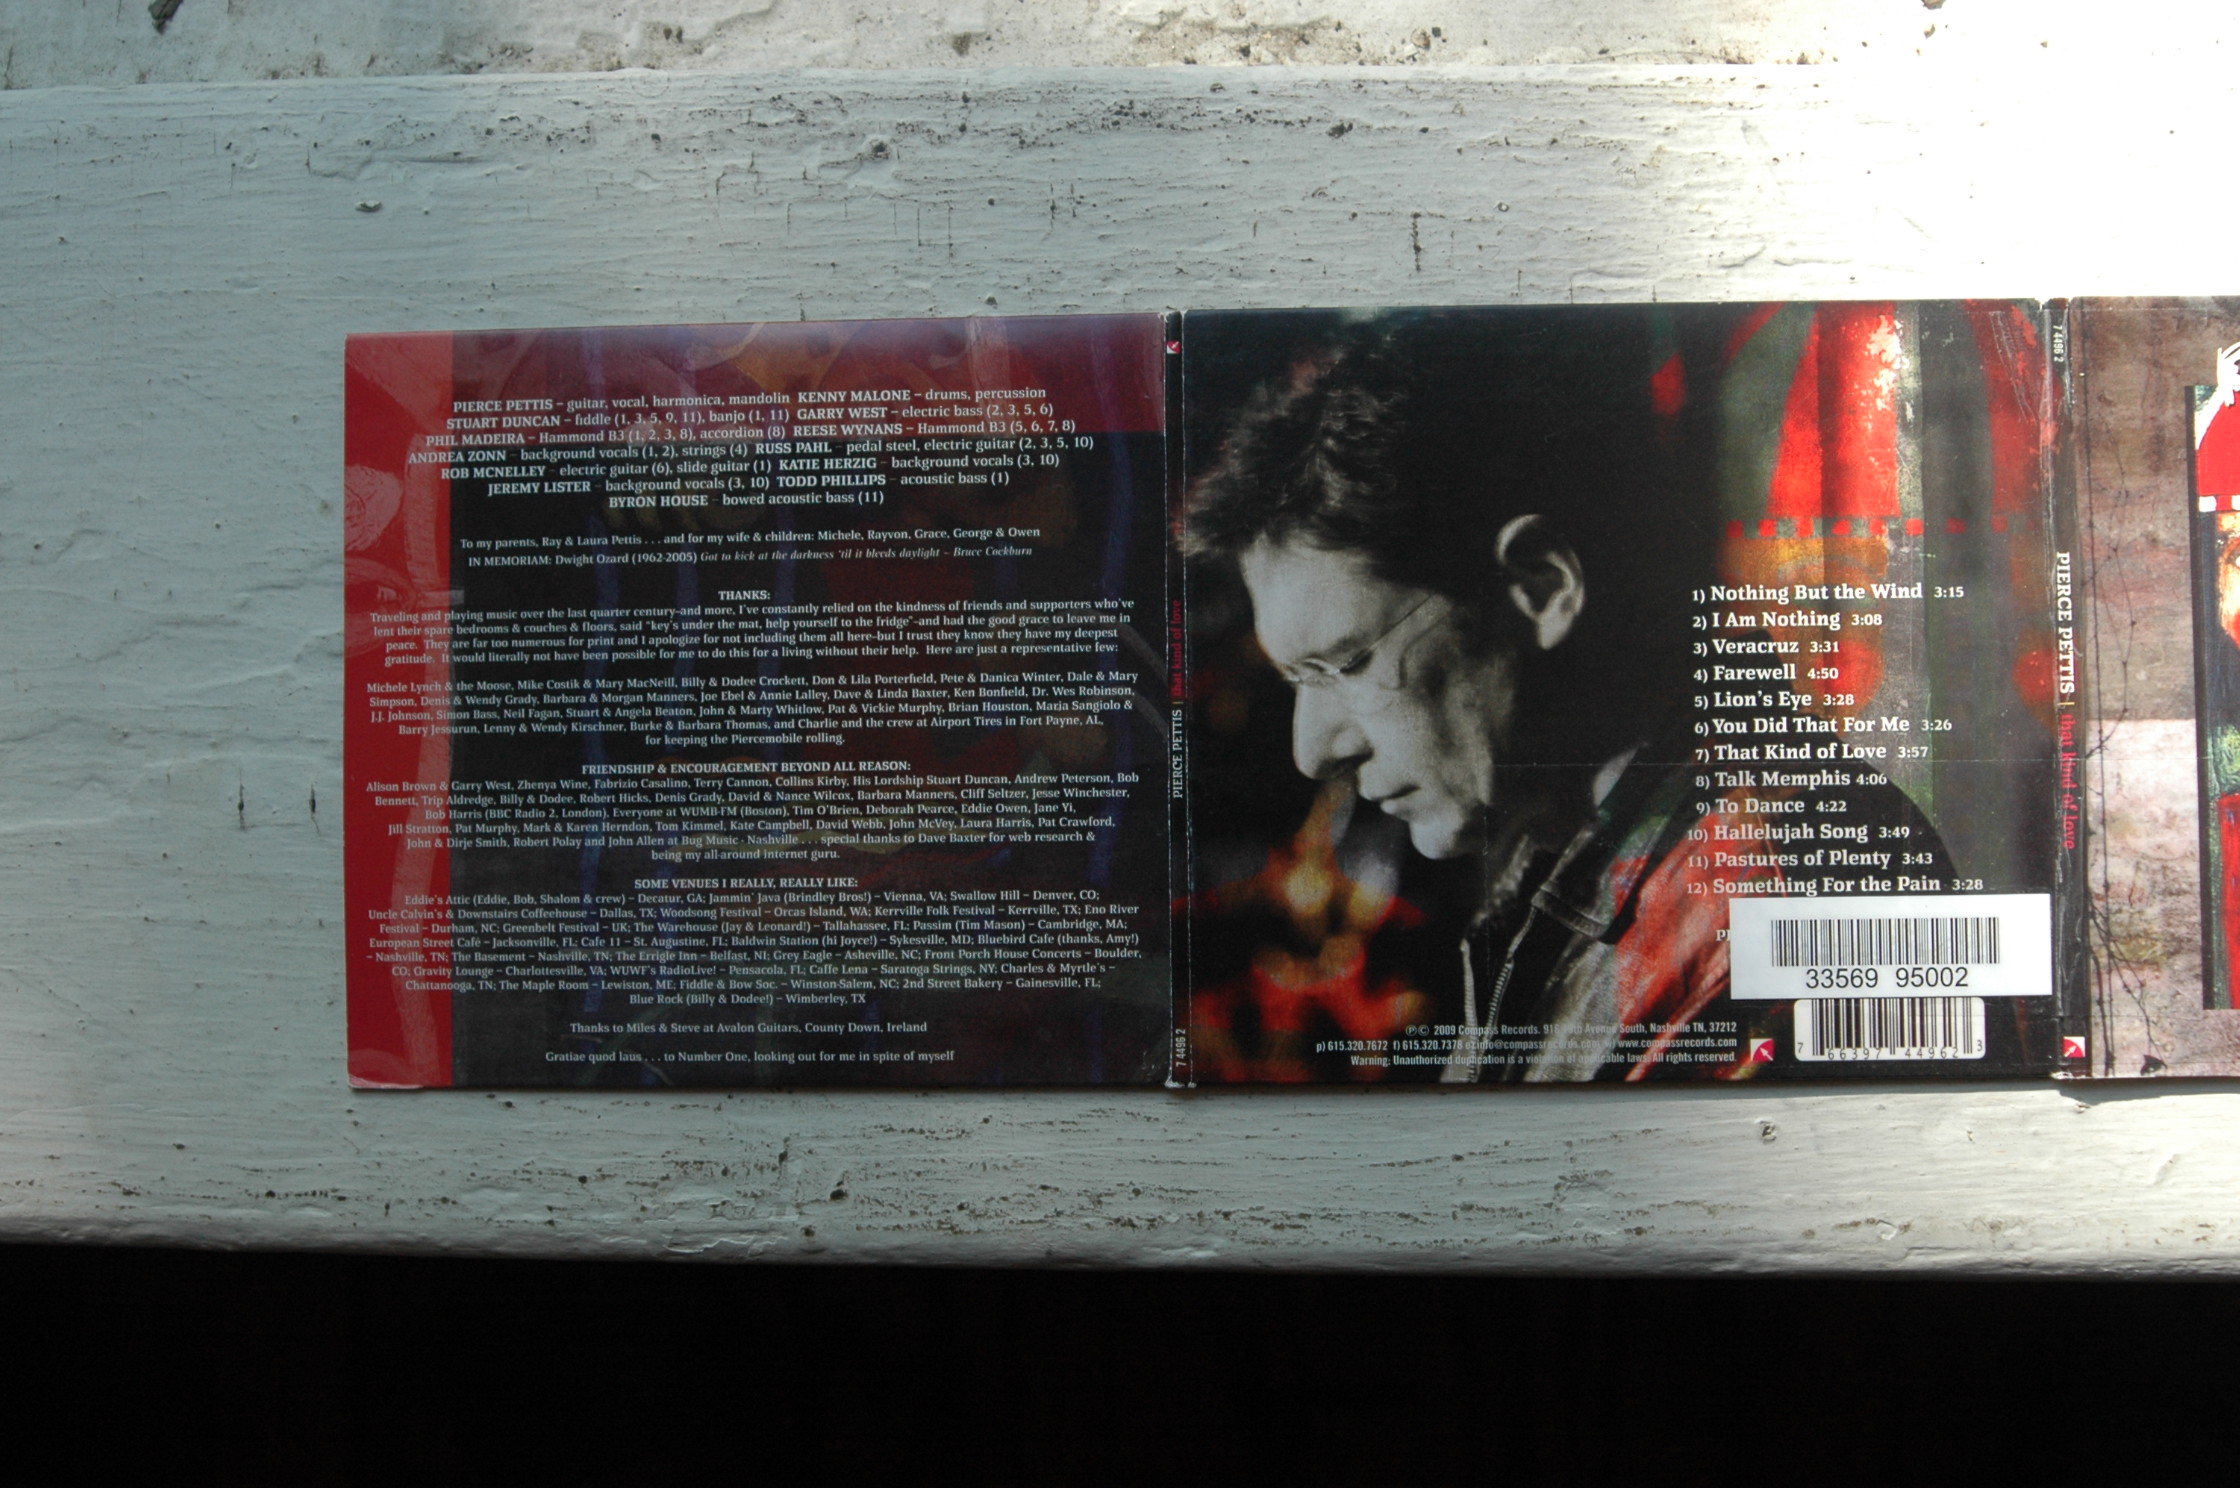 PIERCE PETTIS – guitar, vocal, harmonica, mandolin KENNY MALONE – drums, percussion
STUART DUNCAN – fiddle (1, 3, 5, 9, 11), banjo (1, 11) GARRY WEST – electric bass (2, 3, 5, 6)
PHIL MADEIRA – Hammond B3 (1, 2, 3, 8), accordion (8) REESE WYNANS – Hammond B3 (5, 6, 7, 8)
ANDREA ZONN – background vocals (1, 2), strings (4) RUSS PAHL – pedal steel, electric guitar (2, 3, 5, 10)
ROB MCNELLEY – electric guitar (6), slide guitar (1) KATIE HERZIG – background vocals (3, 10)
JEREMY LISTER – background vocals (3, 10) TODD PHILLIPS – acoustic bass (1)
BYRON HOUSE – bowed acoustic bass (11)
To my parents, Ray & Laura Pettis . . . and for my wife & children: Michele, Rayvon, Grace, George & Owen
IN MEMORIAM: Dwight Ozard (1962-2005) Got to kick at the darkness 'til it bleeds daylight – Bruce Cockburn
THANKS:
Traveling and playing music over the last quarter century–and more, I've constantly relied on the kindness of friends and supporters who've
lent their spare bedrooms & couches & floors, said "key's under the mat, help yourself to the fridge"–and had the good grace to leave me in
peace. They are far too numerous for print and I apologize for not including them all here–but I trust they know they have my deepest
gratitude. It would literally not have been possible for me to do this for a living without their help. Here are just a representative few:
Michele Lynch & the Moose, Mike Costik & Mary MacNeill, Billy & Dodee Crockett, Don & Lila Porterfield, Pete & Danica Winter, Dale & Mary
Simpson, Denis & Wendy Grady, Barbara & Morgan Manners, Joe Ebel & Annie Lalley, Dave & Linda Baxter, Ken Bonfield, Dr. Wes Robinson,
J.J. Johnson, Simon Bass, Neil Fagan, Stuart & Angela Beaton, John & Marty Whitlow, Pat & Vickie Murphy, Brian Houston, Maria Sangiolo &
Barry Jessurun, Lenny & Wendy Kirschner, Burke & Barbara Thomas, and Charlie and the crew at Airport Tires in Fort Payne, AL,
for keeping the Piercemobile rolling.
FRIENDSHIP & ENCOURAGEMENT BEYOND ALL REASON:
Alison Brown & Garry West, Zhenya Wine, Fabrizio Casalino, Terry Cannon, Collins Kirby, His Lordship Stuart Duncan, Andrew Peterson, Bob
Bennett, Trip Aldredge, Billy & Dodee, Robert Hicks, Denis Grady, David & Nance Wilcox, Barbara Manners, Cliff Seltzer, Jesse Winchester,
Bob Harris (BBC Radio 2, London), Everyone at WUMB-FM (Boston), Tim O'Brien, Deborah Pearce, Eddie Owen, Jane Yi,
Jill Stratton, Pat Murphy, Mark & Karen Herndon, Tom Kimmel, Kate Campbell, David Webb, John McVey, Laura Harris, Pat Crawford,
John & Dirje Smith, Robert Polay and John Allen at Bug Music - Nashville . . . special thanks to Dave Baxter for web research &
being my all-around internet guru.
SOME VENUES I REALLY, REALLY LIKE:
Eddie's Attic (Eddie, Bob, Shalom & crew) – Decatur, GA; Jammin' Java (Brindley Bros!) – Vienna, VA; Swallow Hill – Denver, CO;
Uncle Calvin's & Downstairs Coffeehouse – Dallas, TX; Woodsong Festival – Orcas Island, WA; Kerrville Folk Festival – Kerrville, TX; Eno River
Festival – Durham, NC; Greenbelt Festival – UK; The Warehouse (Jay & Leonard!) – Tallahassee, FL; Passim (Tim Mason) – Cambridge, MA;
European Street Café – Jacksonville, FL; Cafe 11 – St. Augustine, FL; Baldwin Station (hi Joyce!) – Sykesville, MD; Bluebird Cafe (thanks, Amy!)
– Nashville, TN; The Basement – Nashville, TN; The Errigle Inn – Belfast, NI; Grey Eagle – Asheville, NC; Front Porch House Concerts – Boulder,
CO; Gravity Lounge – Charlottesville, VA; WUWF's RadioLive! – Pensacola, FL; Caffe Lena – Saratoga Strings, NY; Charles & Myrtle's –
Chattanooga, TN; The Maple Room – Lewiston, ME; Fiddle & Bow Soc. – Winston-Salem, NC; 2nd Street Bakery – Gainesville, FL;
Blue Rock (Billy & Dodee!) – Wimberley, TX
Thanks to Miles & Steve at Avalon Guitars, County Down, Ireland
Gratiae quod laus . . . to Number One, looking out for me in spite of myself
PIERCE PETTIS | that kind of love
7 4496 2
1) Nothing But the Wind 3:15
2) I Am Nothing 3:08
3) Veracruz 3:31
4) Farewell 4:50
5) Lion's Eye 3:28
6) You Did That For Me 3:26
7) That Kind of Love 3:57
8) Talk Memphis 4:06
9) To Dance 4:22
10) Hallelujah Song 3:49
11) Pastures of Plenty 3:43
12) Something For the Pain 3:28
33569 95002
℗© 2009 Compass Records. 916 19th Avenue South, Nashville TN, 37212
p) 615.320.7672 f) 615.320.7378 e) info@compassrecords.com w) www.compassrecords.com
Warning: Unauthorized duplication is a violation of applicable laws. All rights reserved.
7 66397 44962 3
7 4496 2
PIERCE PETTIS | that kind of love